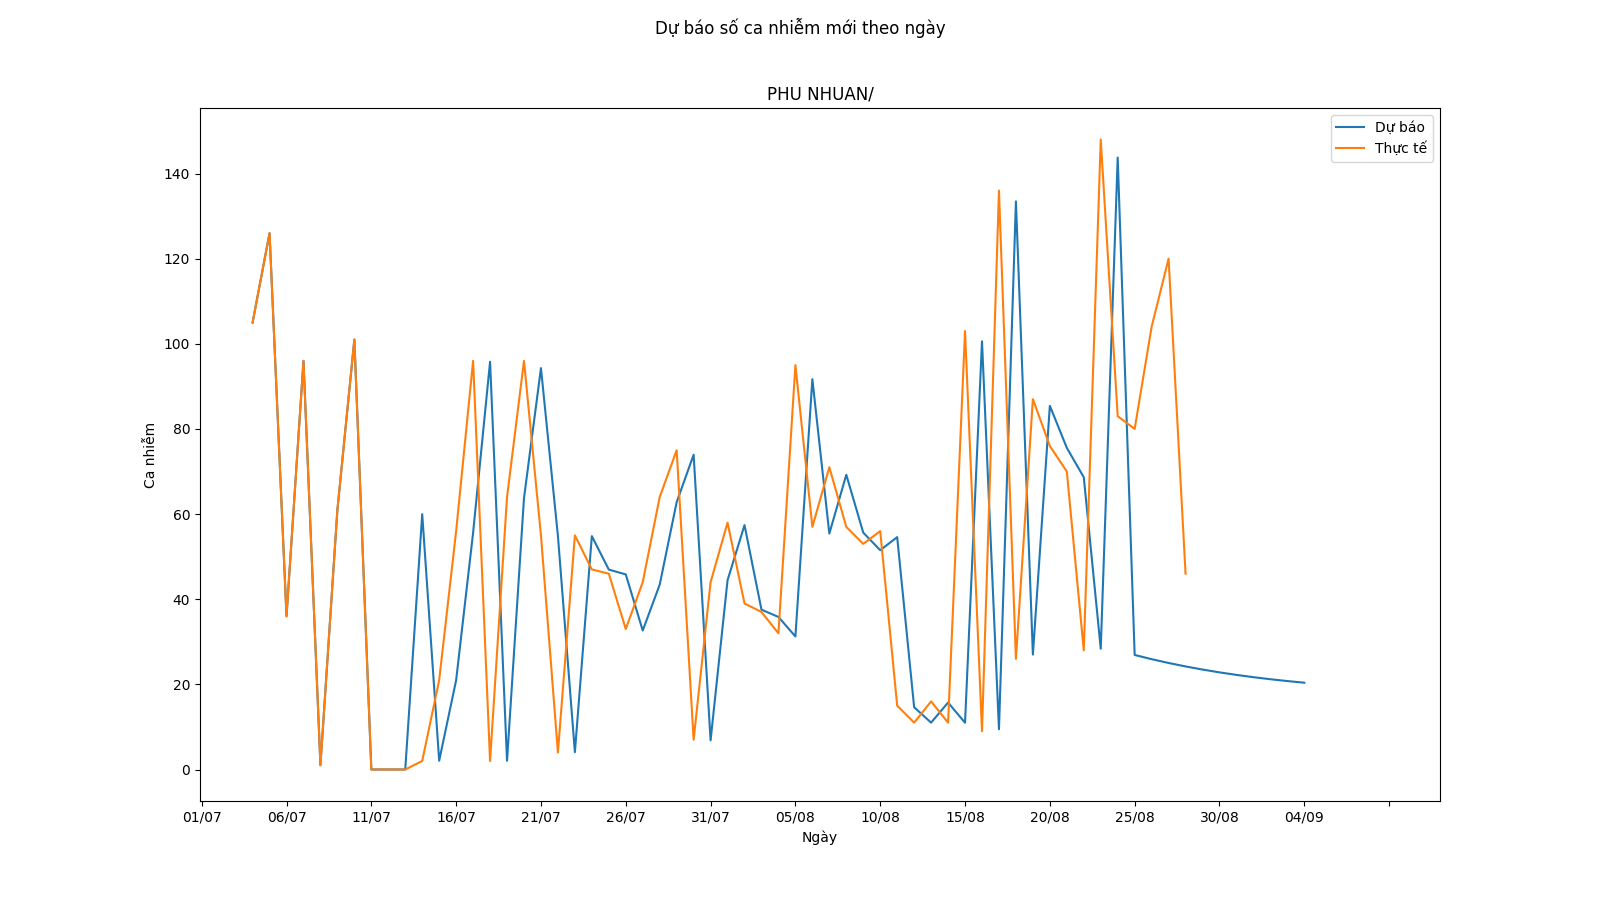 Dự báo số ca nhiễm mới theo ngày
PHU NHUAN/
Dự báo
Thực tế
140
120
100
80
60
40
20
0
Ca nhiễm
01/07 06/07 11/07 16/07 21/07 26/07 31/07 05/08 10/08 15/08 20/08 25/08 30/08 04/09
Ngày